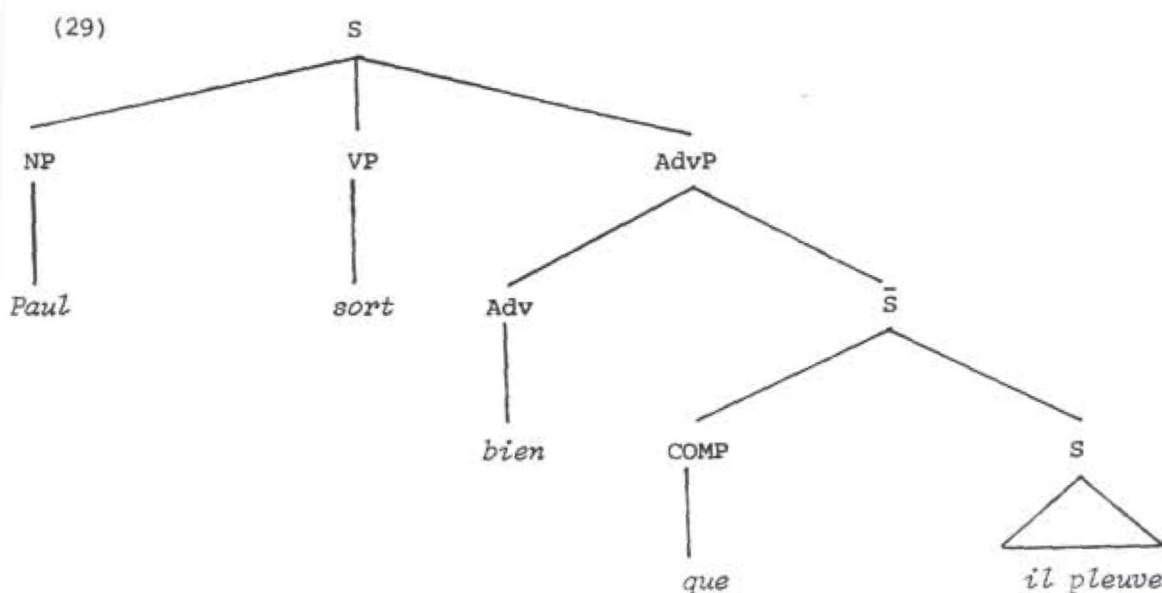 (29) S
NP VP AdvP
Paul sort Adv S̄
bien COMP S
que il pleuve